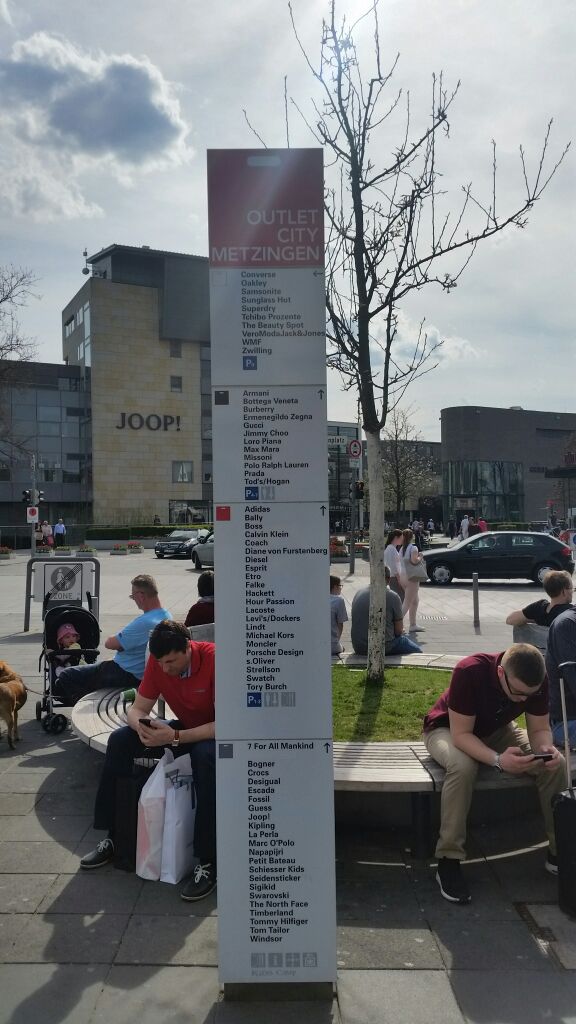 OUTLET
CITY
METZINGEN
Converse
Oakley
Samsonite
Sunglass Hut
Superdry
Tchibo Prozente
The Beauty Spot
VeroModaJack&Jones
WMF
Zwilling
Armani
Bottega Veneta
Burberry
Ermenegildo Zegna
Gucci
Jimmy Choo
Loro Piana
Max Mara
Missoni
Polo Ralph Lauren
Prada
Tod's/Hogan
Adidas
Bally
Boss
Calvin Klein
Coach
Diane von Furstenberg
Diesel
Esprit
Etro
Falke
Hackett
Hour Passion
Lacoste
Levi's/Dockers
Lindt
Michael Kors
Moncler
Porsche Design
s.Oliver
Strellson
Swatch
Tory Burch
7 For All Mankind
Bogner
Crocs
Desigual
Escada
Fossil
Guess
Joop!
Kipling
La Perla
Marc O'Polo
Napapijri
Petit Bateau
Schiesser Kids
Seidensticker
Sigikid
Swarovski
The North Face
Timberland
Tommy Hilfiger
Tom Tailor
Windsor
Kids Camp
JOOP!
ZONE